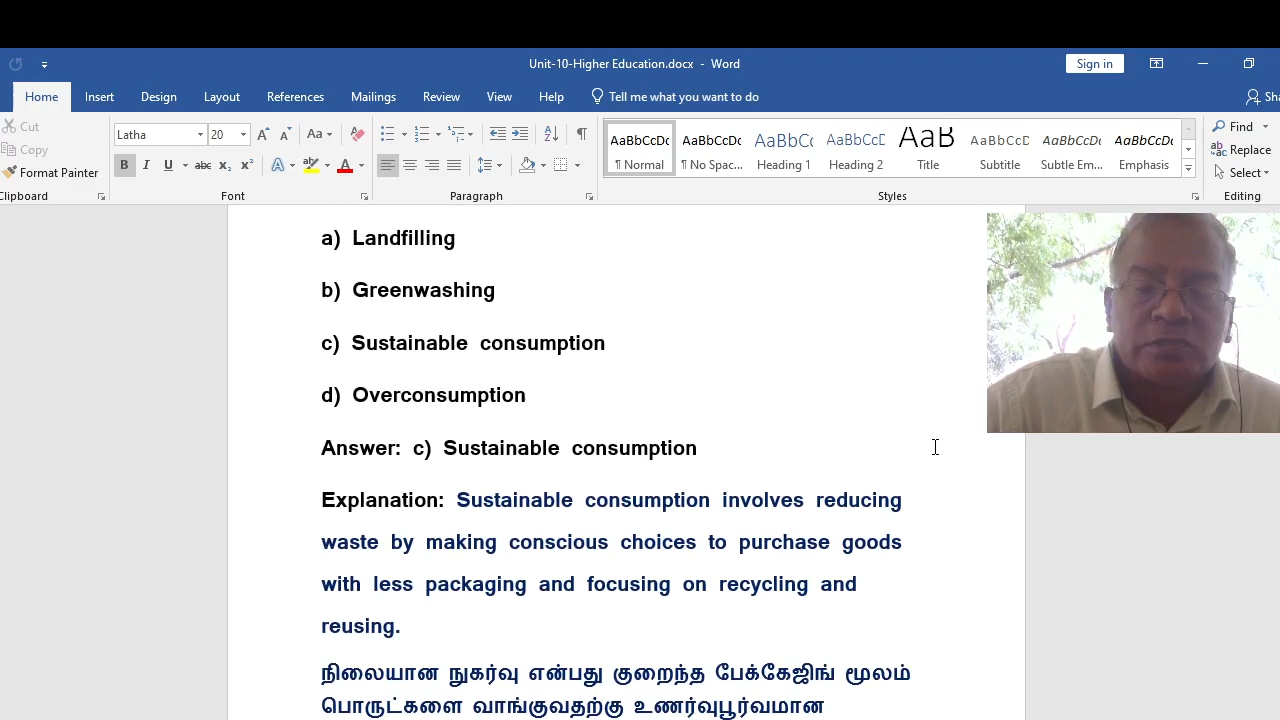 Unit-10-Higher Education.docx - Word
Sign in
Home Insert Design Layout References Mailings Review View Help Tell me what you want to do
Cut
Copy
Format Painter
Clipboard
Latha 20
Font
Paragraph
AaBbCcDc AaBbCcDc AaBbC AaBbCcD AaB AaBbCcD AaBbCcDc AaBbCcDc
¶ Normal ¶ No Spac... Heading 1 Heading 2 Title Subtitle Subtle Em... Emphasis
Styles
Find
Replace
Select
Editing
a) Landfilling
b) Greenwashing
c) Sustainable consumption
d) Overconsumption
Answer: c) Sustainable consumption
Explanation: Sustainable consumption involves reducing
waste by making conscious choices to purchase goods
with less packaging and focusing on recycling and
reusing.
நிலையான நுகர்வு என்பது குறைந்த பேக்கேஜிங் மூலம்
பொருட்களை வாங்குவதற்கு உணர்வுபூர்வமான